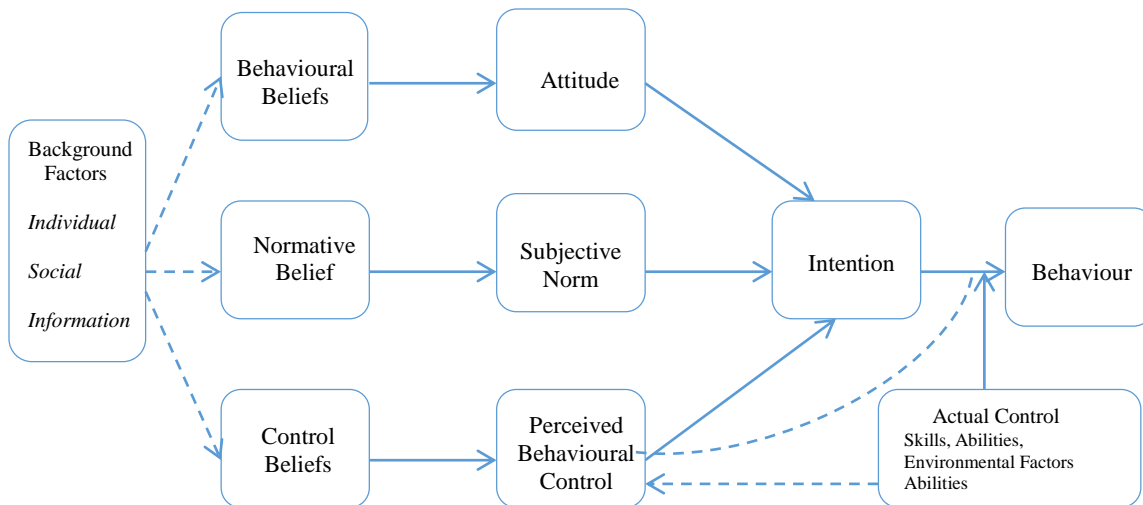 Background
Factors
Individual
Social
Information
Behavioural
Beliefs
Attitude
Normative
Belief
Subjective
Norm
Control
Beliefs
Perceived
Behavioural
Control
Intention
Behaviour
Actual Control
Skills, Abilities,
Environmental Factors
Abilities